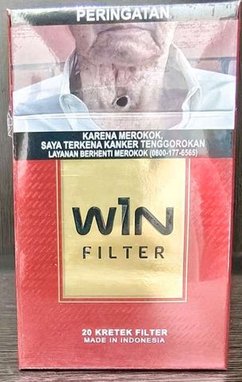 PERINGATAN
KARENA MEROKOK,
SAYA TERKENA KANKER TENGGOROKAN
LAYANAN BERHENTI MEROKOK (0800-177-6565)
WIN
FILTER
20 KRETEK FILTER
MADE IN INDONESIA